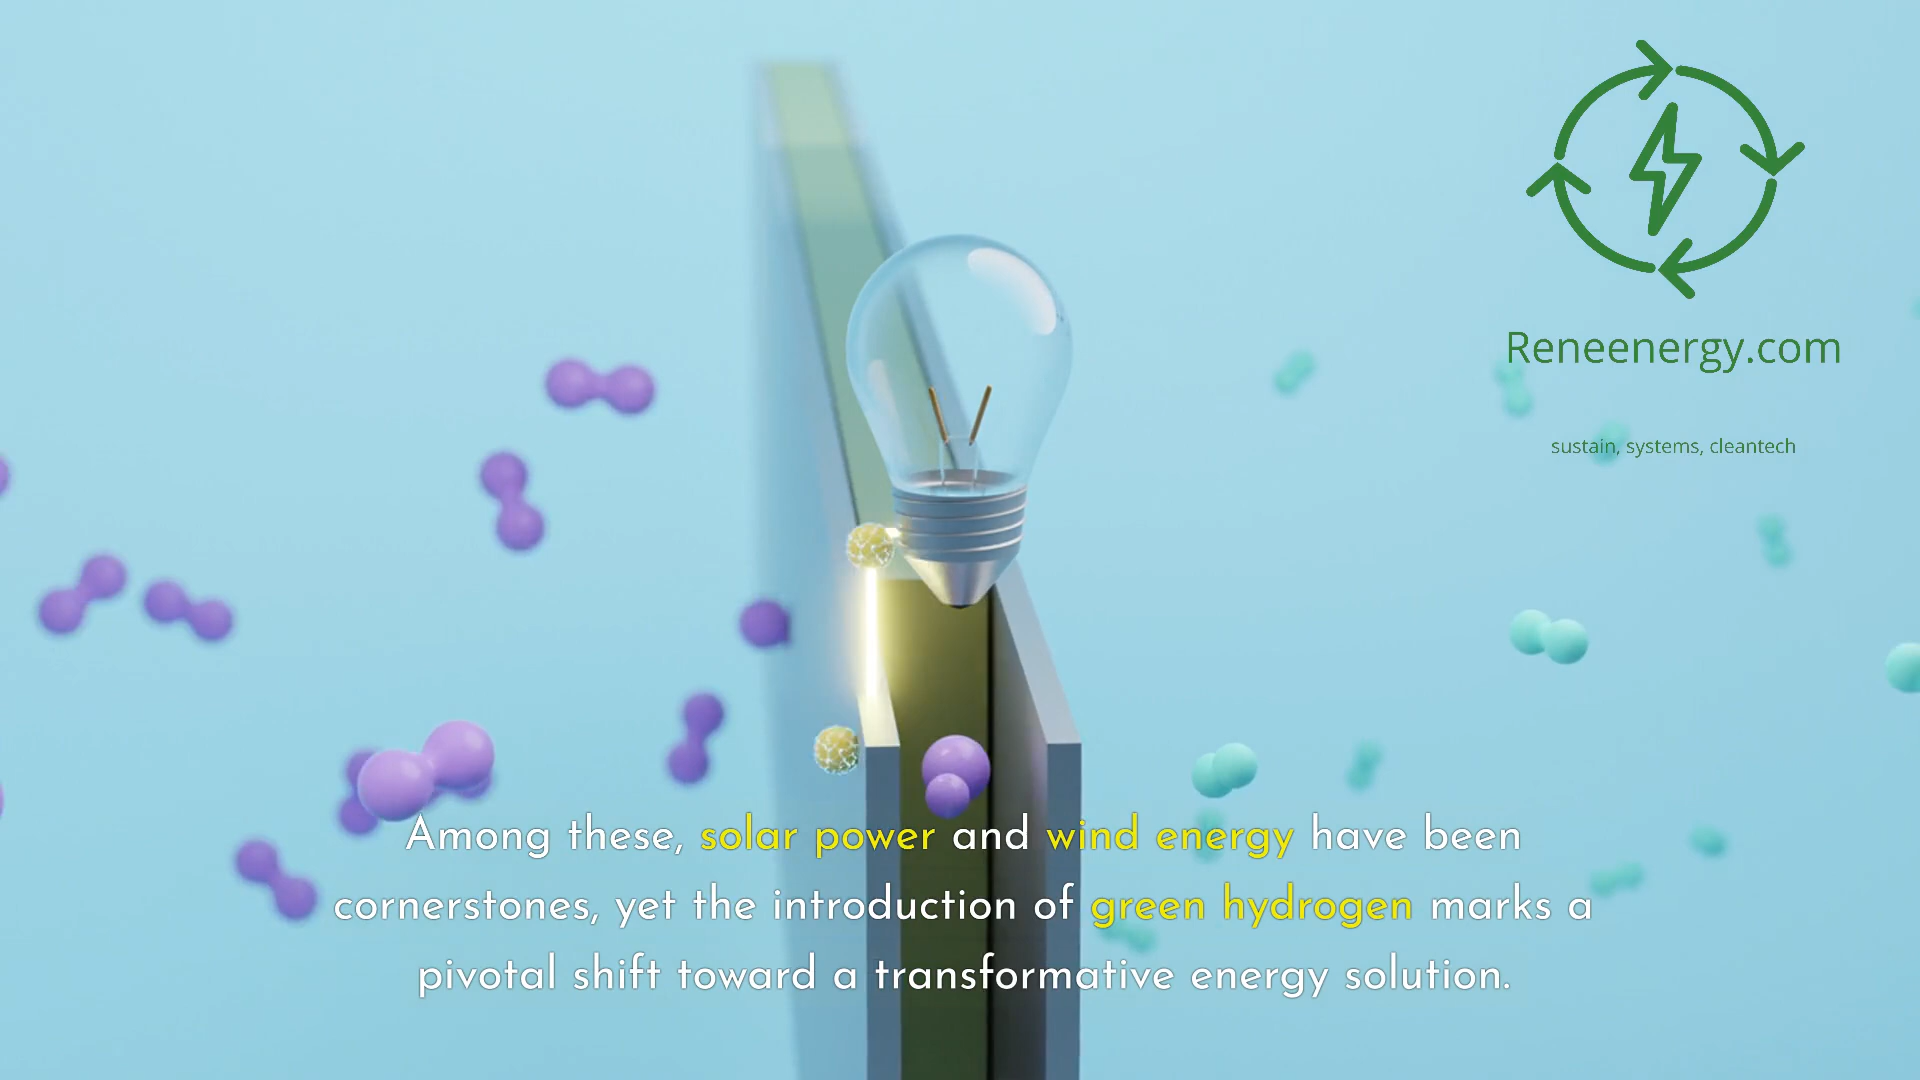 Reneenergy.com
sustain, systems, cleantech
Among these, solar power and wind energy have been
cornerstones, yet the introduction of green hydrogen marks a
pivotal shift toward a transformative energy solution.